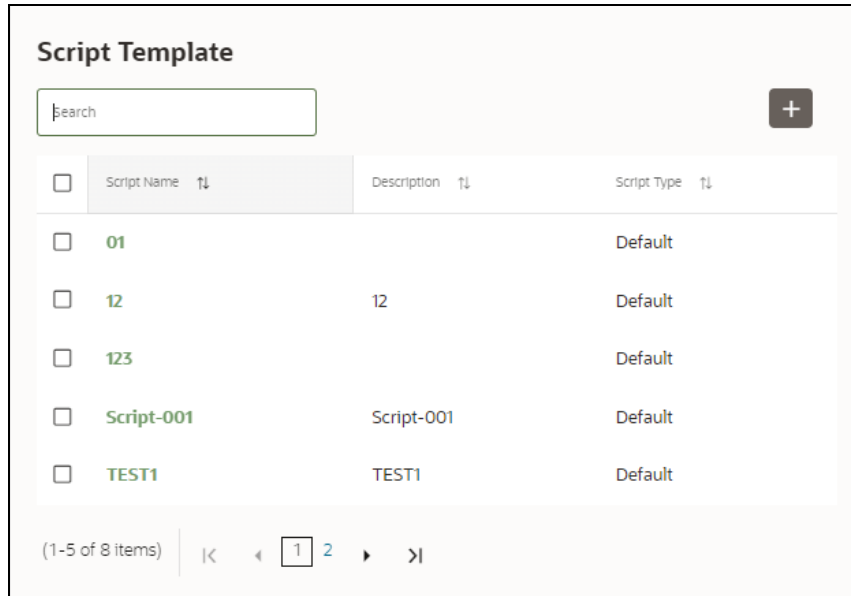 Script Template
Search
Script Name Description Script Type
01 Default
12 12 Default
123 Default
Script-001 Script-001 Default
TEST1 TEST1 Default
(1-5 of 8 items) 1 2